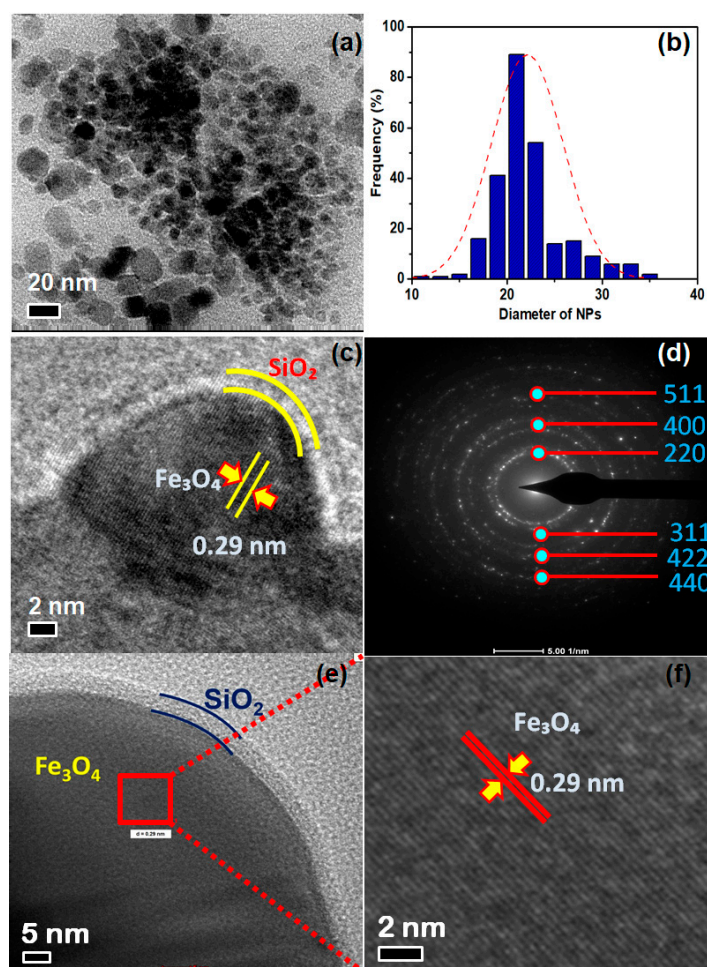 (a)
20 nm
(b)
Frequency (%)
100
80
60
40
20
0
10
20
30
40
Diameter of NPs
(c)
SiO₂
Fe₃O₄
0.29 nm
2 nm
(d)
511
400
220
311
422
440
5.00 1/nm
(e)
SiO₂
Fe₃O₄
d = 0.29 nm
5 nm
(f)
Fe₃O₄
0.29 nm
2 nm